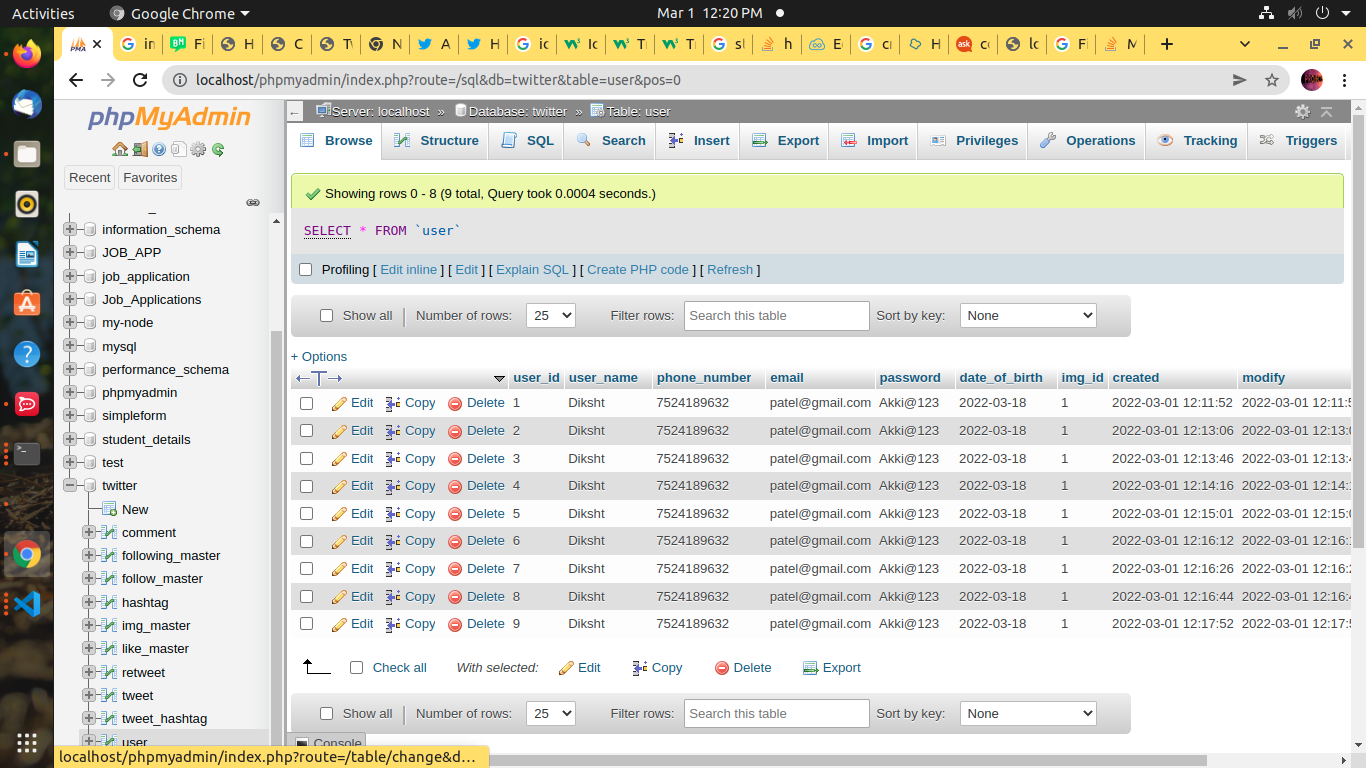 Activities Google Chrome Mar 1 12:20 PM
localhost/phpmyadmin/index.php?route=/sql&db=twitter&table=user&pos=0
phpMyAdmin
Recent Favorites
information_schema
JOB_APP
job_application
Job_Applications
my-node
mysql
performance_schema
phpmyadmin
simpleform
student_details
test
twitter
New
comment
following_master
follow_master
hashtag
img_master
like_master
retweet
tweet
tweet_hashtag
user
localhost/phpmyadmin/index.php?route=/table/change&d...
Server: localhost » Database: twitter » Table: user
Browse Structure SQL Search Insert Export Import Privileges Operations Tracking Triggers
Showing rows 0 - 8 (9 total, Query took 0.0004 seconds.)
SELECT * FROM `user`
Profiling [ Edit inline ] [ Edit ] [ Explain SQL ] [ Create PHP code ] [ Refresh ]
Show all Number of rows: 25 Filter rows: Search this table Sort by key: None
+ Options
user_id user_name phone_number email password date_of_birth img_id created modify
Edit Copy Delete 1 Diksht 7524189632 patel@gmail.com Akki@123 2022-03-18 1 2022-03-01 12:11:52 2022-03-01 12:11:5
Edit Copy Delete 2 Diksht 7524189632 patel@gmail.com Akki@123 2022-03-18 1 2022-03-01 12:13:06 2022-03-01 12:13:0
Edit Copy Delete 3 Diksht 7524189632 patel@gmail.com Akki@123 2022-03-18 1 2022-03-01 12:13:46 2022-03-01 12:13:4
Edit Copy Delete 4 Diksht 7524189632 patel@gmail.com Akki@123 2022-03-18 1 2022-03-01 12:14:16 2022-03-01 12:14:1
Edit Copy Delete 5 Diksht 7524189632 patel@gmail.com Akki@123 2022-03-18 1 2022-03-01 12:15:01 2022-03-01 12:15:0
Edit Copy Delete 6 Diksht 7524189632 patel@gmail.com Akki@123 2022-03-18 1 2022-03-01 12:16:12 2022-03-01 12:16:1
Edit Copy Delete 7 Diksht 7524189632 patel@gmail.com Akki@123 2022-03-18 1 2022-03-01 12:16:26 2022-03-01 12:16:2
Edit Copy Delete 8 Diksht 7524189632 patel@gmail.com Akki@123 2022-03-18 1 2022-03-01 12:16:44 2022-03-01 12:16:4
Edit Copy Delete 9 Diksht 7524189632 patel@gmail.com Akki@123 2022-03-18 1 2022-03-01 12:17:52 2022-03-01 12:17:5
Check all With selected: Edit Copy Delete Export
Show all Number of rows: 25 Filter rows: Search this table Sort by key: None
Console